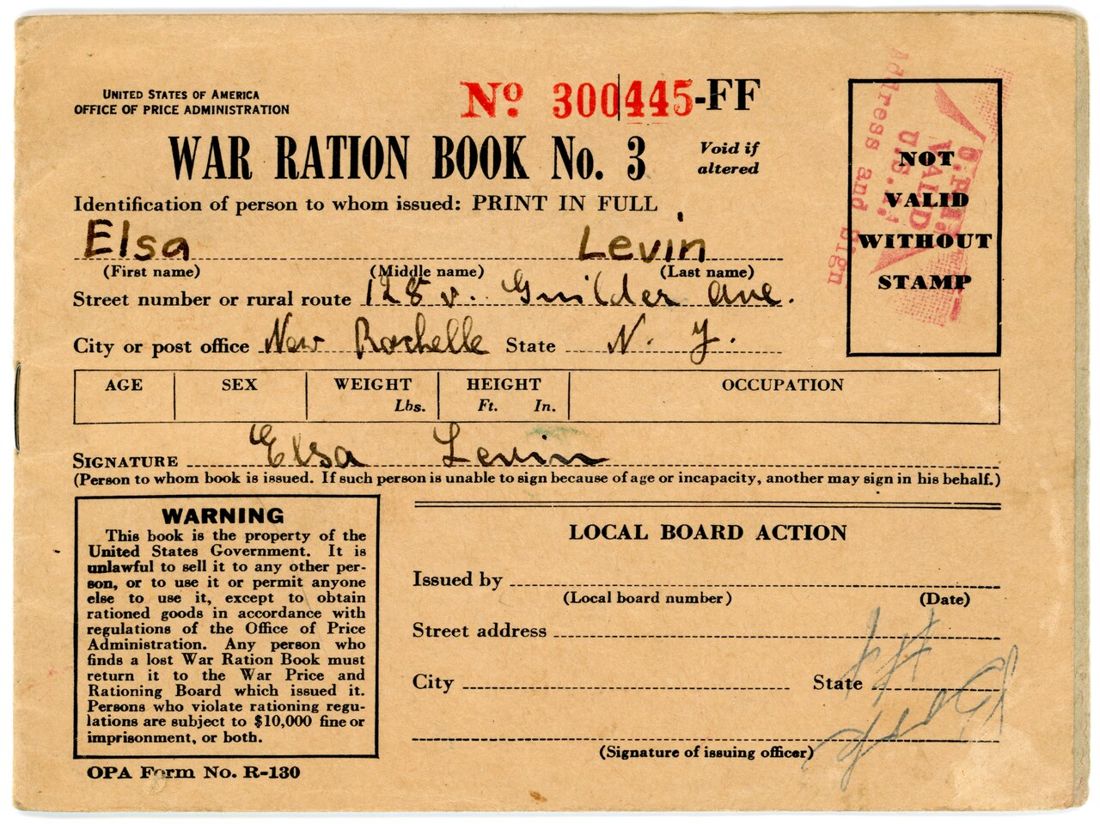 UNITED STATES OF AMERICA
OFFICE OF PRICE ADMINISTRATION
Nº 300445-FF
WAR RATION BOOK No. 3
Void if
altered
Identification of person to whom issued: PRINT IN FULL
Elsa Levin
(First name) (Middle name) (Last name)
Street number or rural route 128 Guilder ave.
City or post office New Rochelle State N. Y.
NOT
VALID
WITHOUT
STAMP
VALID
Address and Sign
AGE SEX WEIGHT HEIGHT OCCUPATION
Lbs. Ft. In.
SIGNATURE Elsa Levin
(Person to whom book is issued. If such person is unable to sign because of age or incapacity, another may sign in his behalf.)
WARNING
This book is the property of the
United States Government. It is
unlawful to sell it to any other per-
son, or to use it or permit anyone
else to use it, except to obtain
rationed goods in accordance with
regulations of the Office of Price
Administration. Any person who
finds a lost War Ration Book must
return it to the War Price and
Rationing Board which issued it.
Persons who violate rationing regu-
lations are subject to $10,000 fine or
imprisonment, or both.
OPA Form No. R-130
LOCAL BOARD ACTION
Issued by
(Local board number) (Date)
Street address
City State
(Signature of issuing officer)